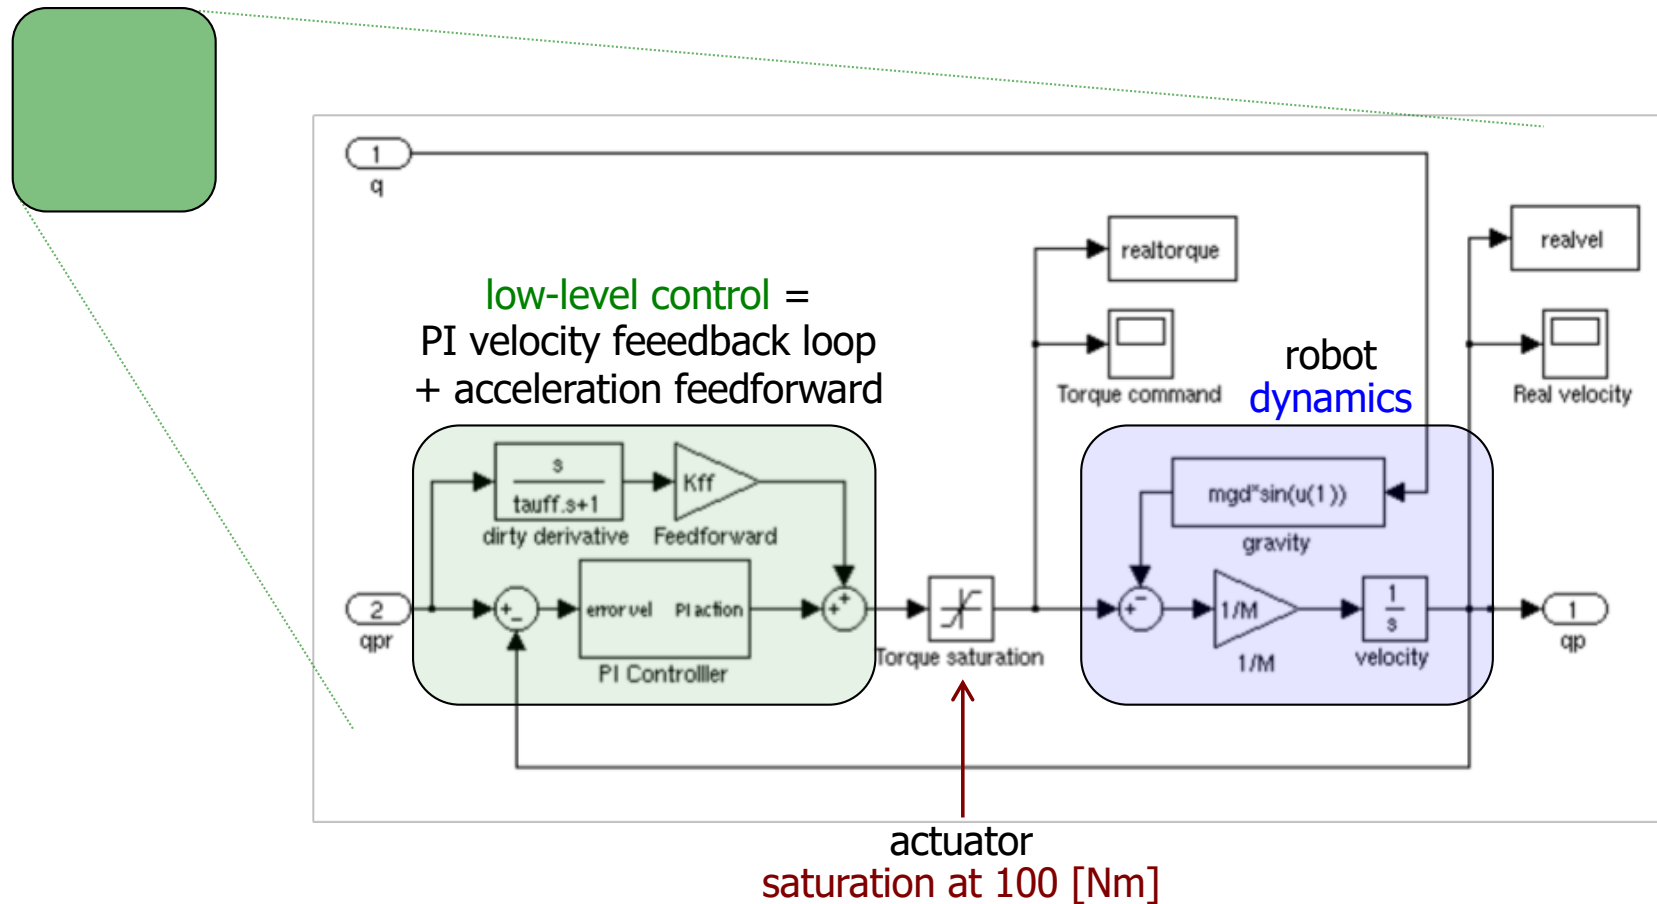 1
q
realtorque
realvel
low-level control =
PI velocity feeedback loop
+ acceleration feedforward
Torque command
robot
dynamics
Real velocity
s
tauff.s+1
dirty derivative
Kff
Feedforward
mgd*sin(u(1))
gravity
2
qpr
+
-
error vel
PI action
PI Controlller
+
+
Torque saturation
+
-
1/M
1/M
1
s
velocity
1
qp
actuator
saturation at 100 [Nm]